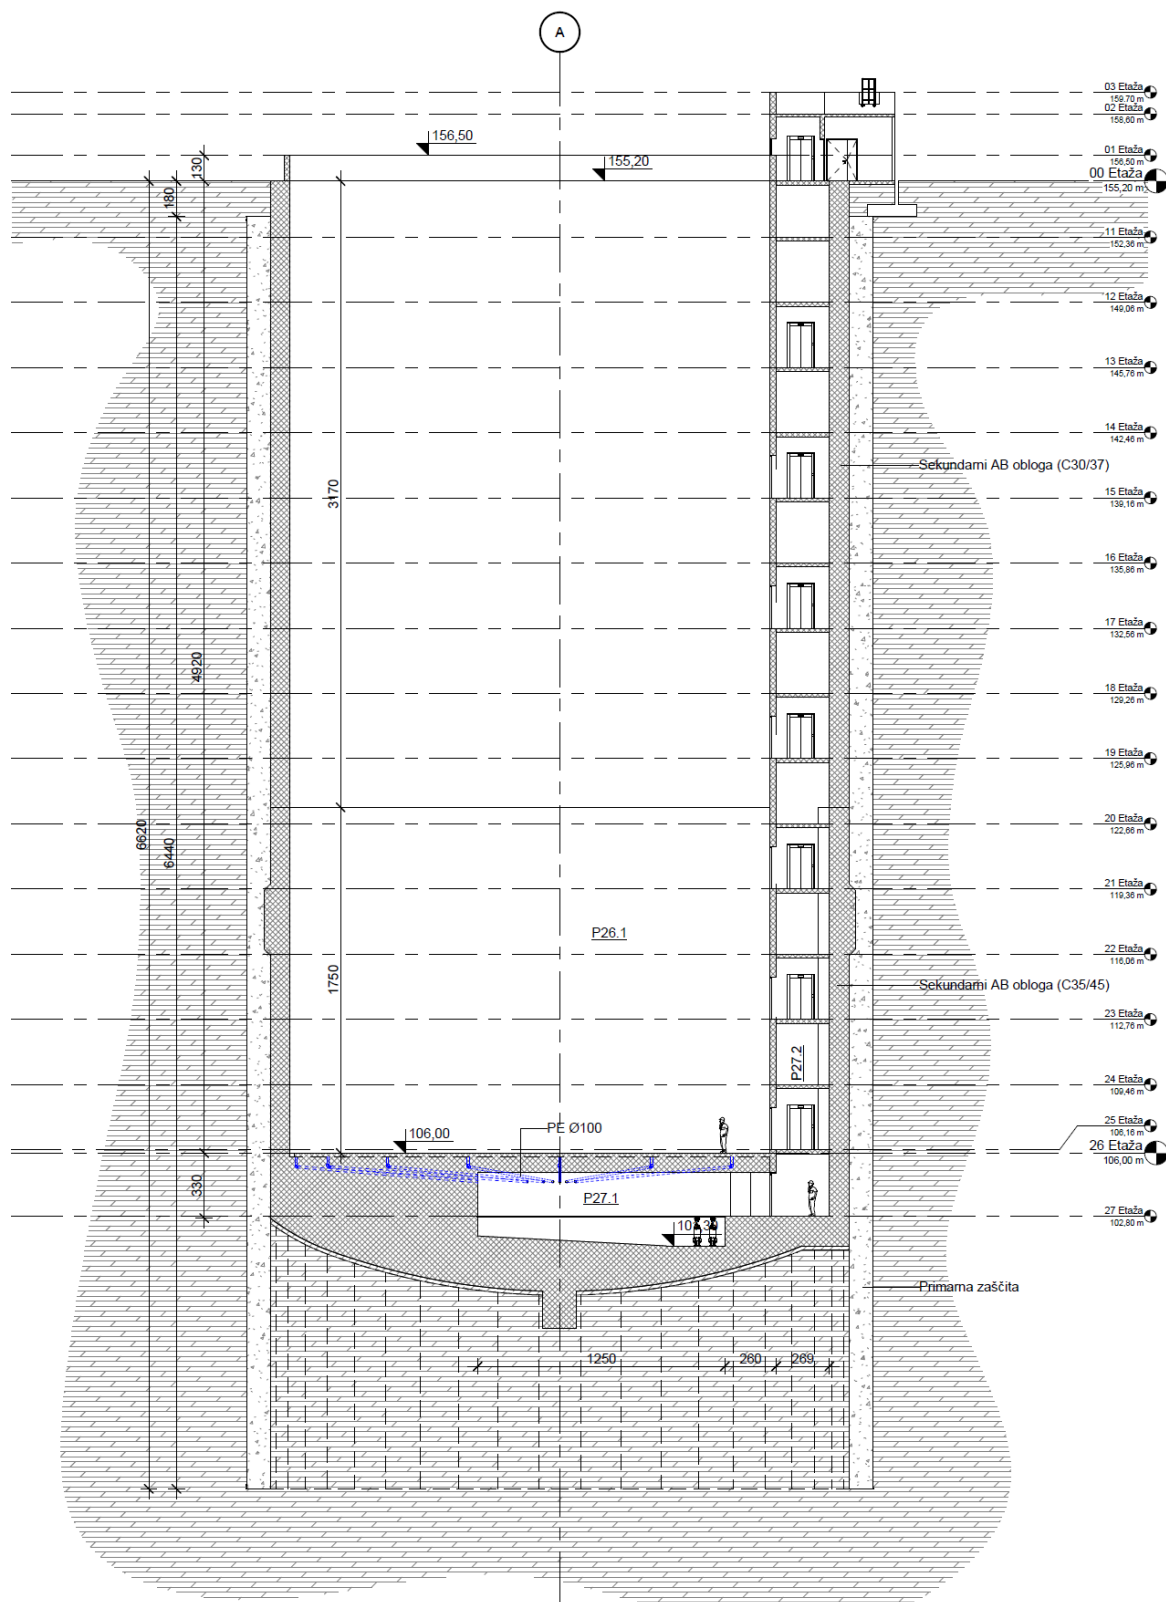 A
03 Etaža
159,70 m
02 Etaža
158,60 m
156,50
01 Etaža
156,50 m
130
155,20
00 Etaža
155,20 m
180
11 Etaža
152,36 m
12 Etaža
149,06 m
13 Etaža
145,76 m
14 Etaža
142,46 m
Sekundarni AB obloga (C30/37)
3170
15 Etaža
139,16 m
16 Etaža
135,86 m
17 Etaža
132,56 m
4920
18 Etaža
129,26 m
19 Etaža
125,96 m
20 Etaža
122,66 m
6620
6440
21 Etaža
119,36 m
P26.1
22 Etaža
116,06 m
1750
Sekundarni AB obloga (C35/45)
23 Etaža
112,76 m
P27.2
24 Etaža
109,46 m
25 Etaža
106,16 m
106,00
PE Ø100
26 Etaža
106,00 m
330
P27.1
27 Etaža
102,80 m
Primarna zaščita
1250
260
269